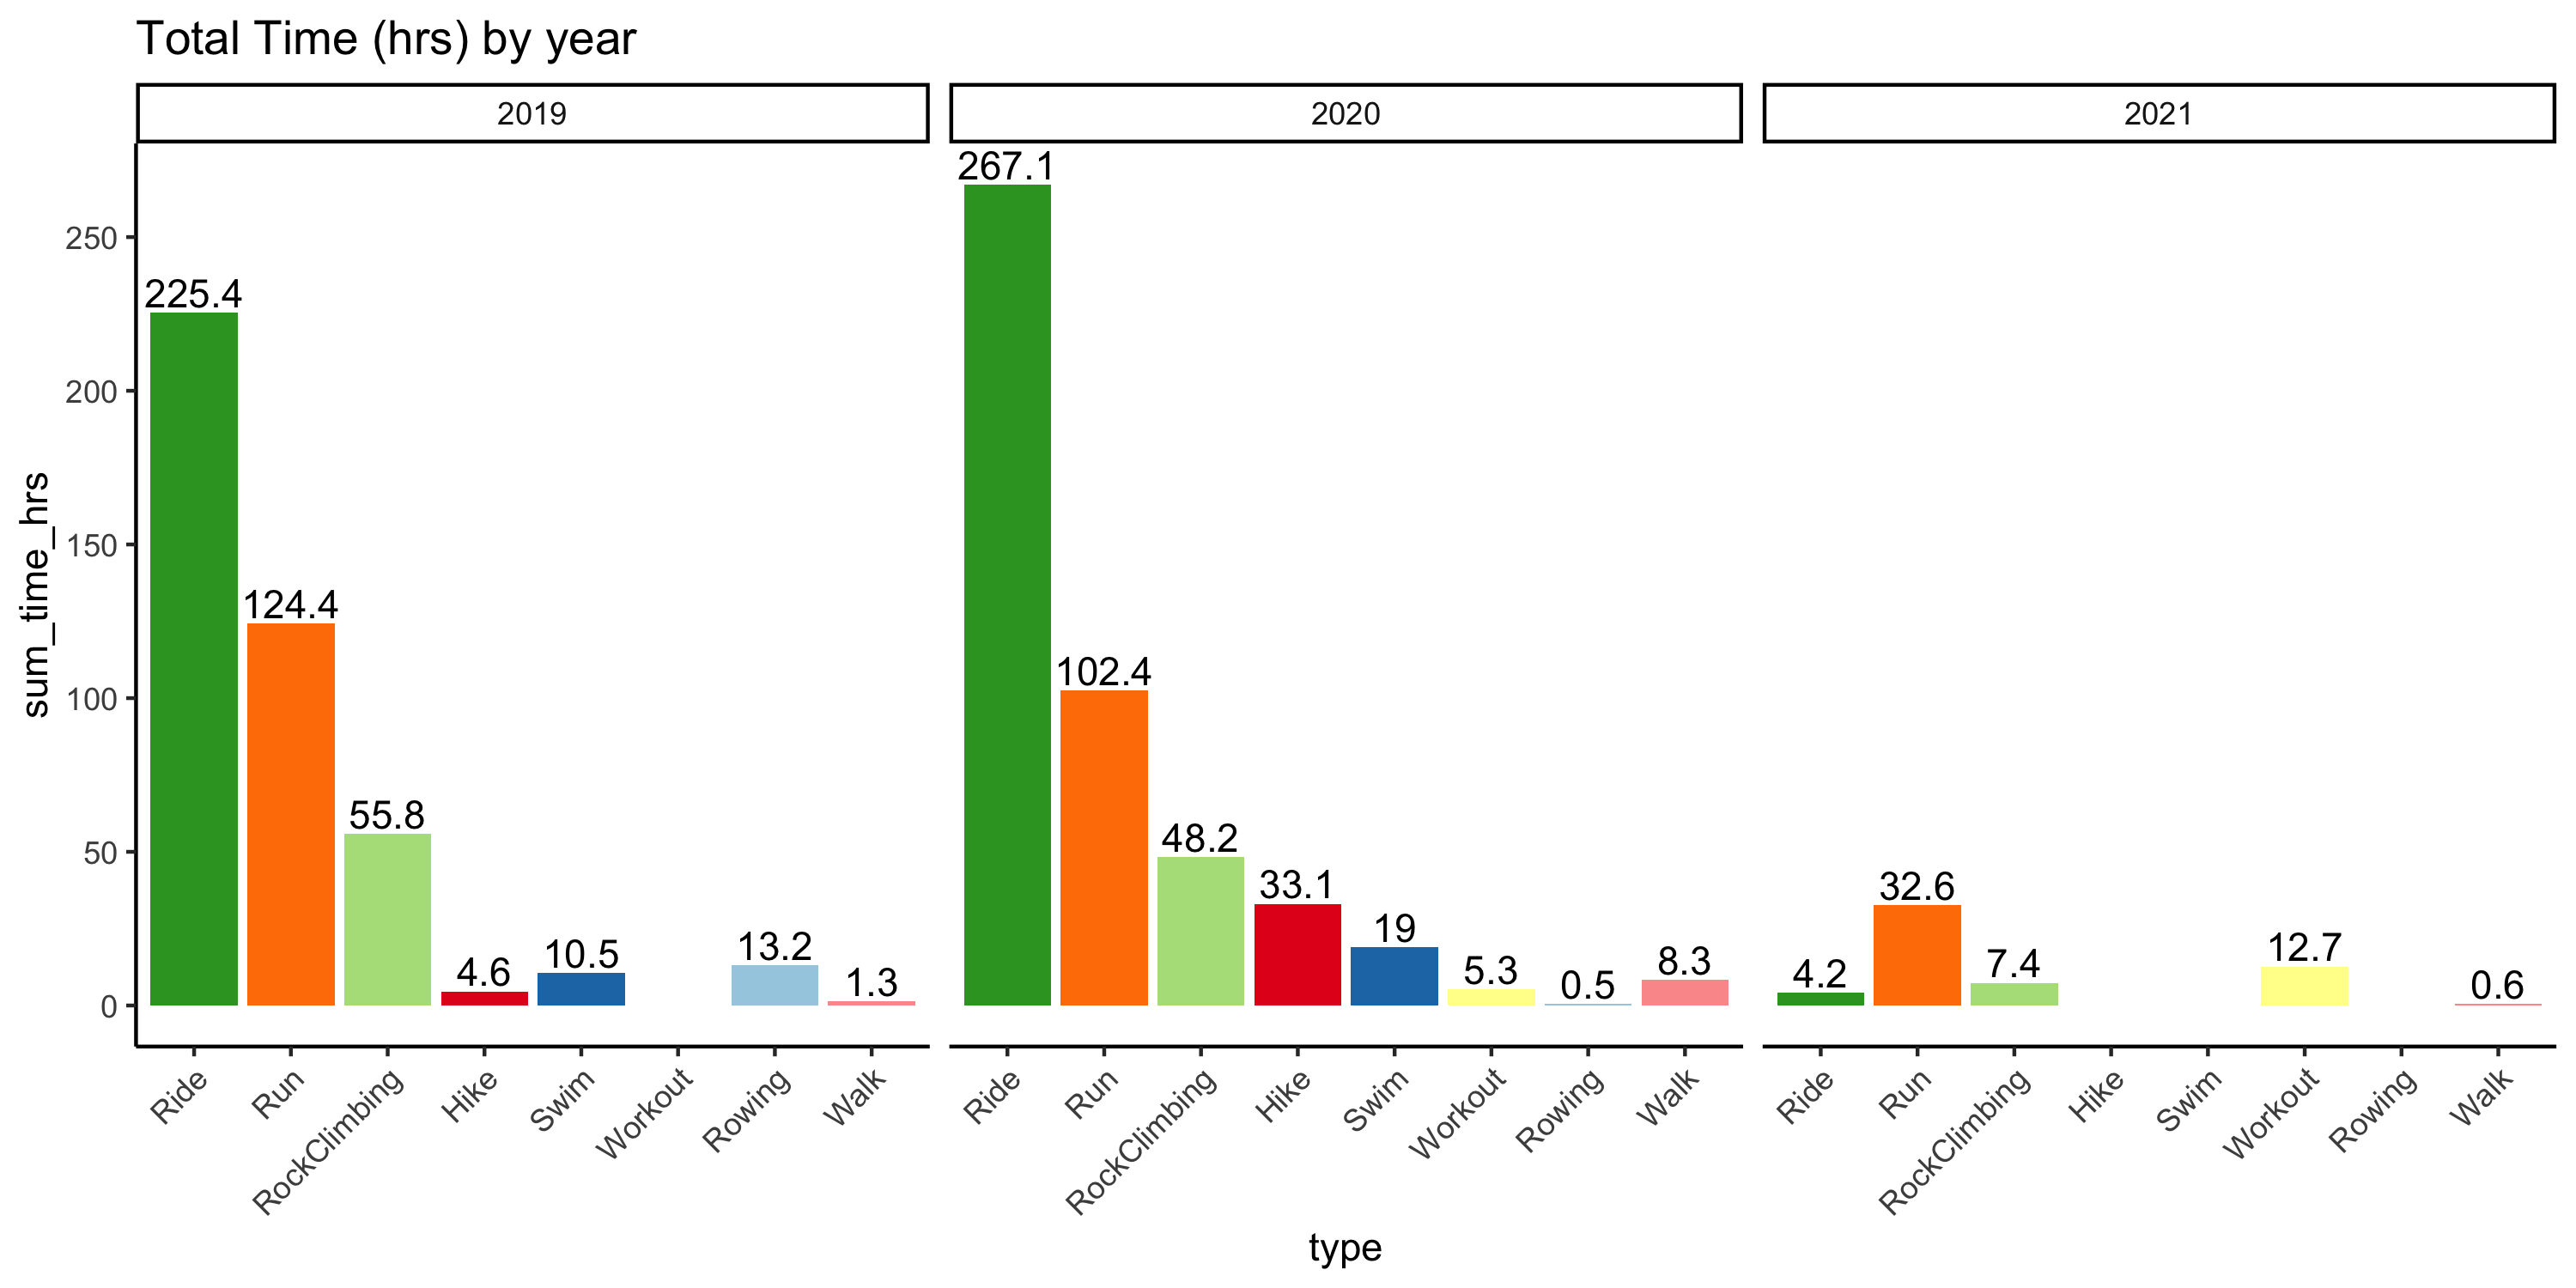 Total Time (hrs) by year
2019
2020
2021
sum_time_hrs
250
200
150
100
50
0
225.4
124.4
55.8
4.6
10.5
13.2
1.3
267.1
102.4
48.2
33.1
19
5.3
0.5
8.3
4.2
32.6
7.4
12.7
0.6
Ride
Run
RockClimbing
Hike
Swim
Workout
Rowing
Walk
Ride
Run
RockClimbing
Hike
Swim
Workout
Rowing
Walk
Ride
Run
RockClimbing
Hike
Swim
Workout
Rowing
Walk
type